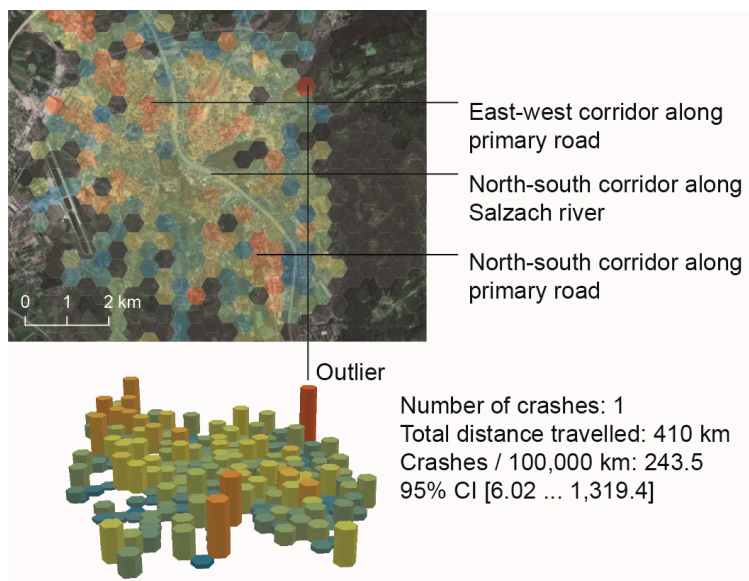 East-west corridor along
primary road
North-south corridor along
Salzach river
North-south corridor along
primary road
0 1 2 km
Outlier
Number of crashes: 1
Total distance travelled: 410 km
Crashes / 100,000 km: 243.5
95% CI [6.02 ... 1,319.4]